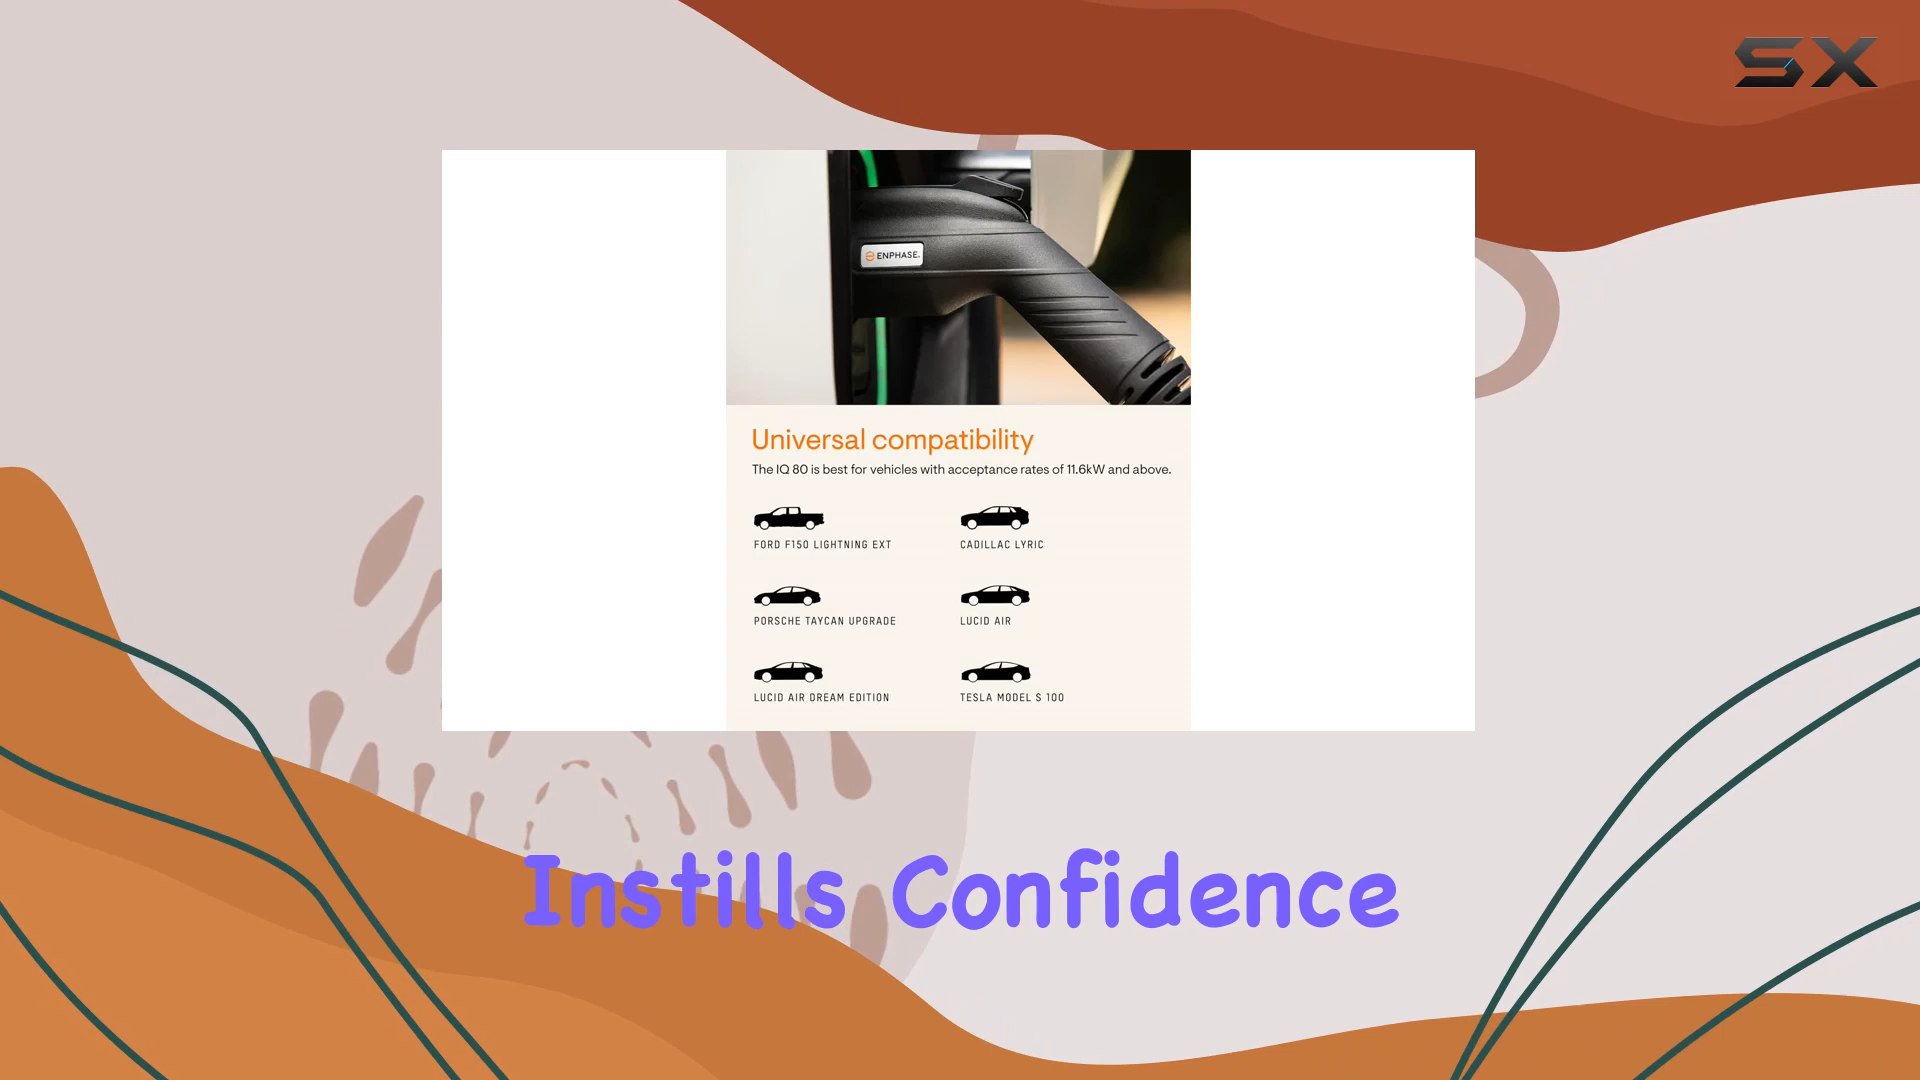 SX
ENPHASE.
Universal compatibility
The IQ 80 is best for vehicles with acceptance rates of 11.6kW and above.
FORD F150 LIGHTNING EXT
CADILLAC LYRIC
PORSCHE TAYCAN UPGRADE
LUCID AIR
LUCID AIR DREAM EDITION
TESLA MODEL S 100
Instills Confidence